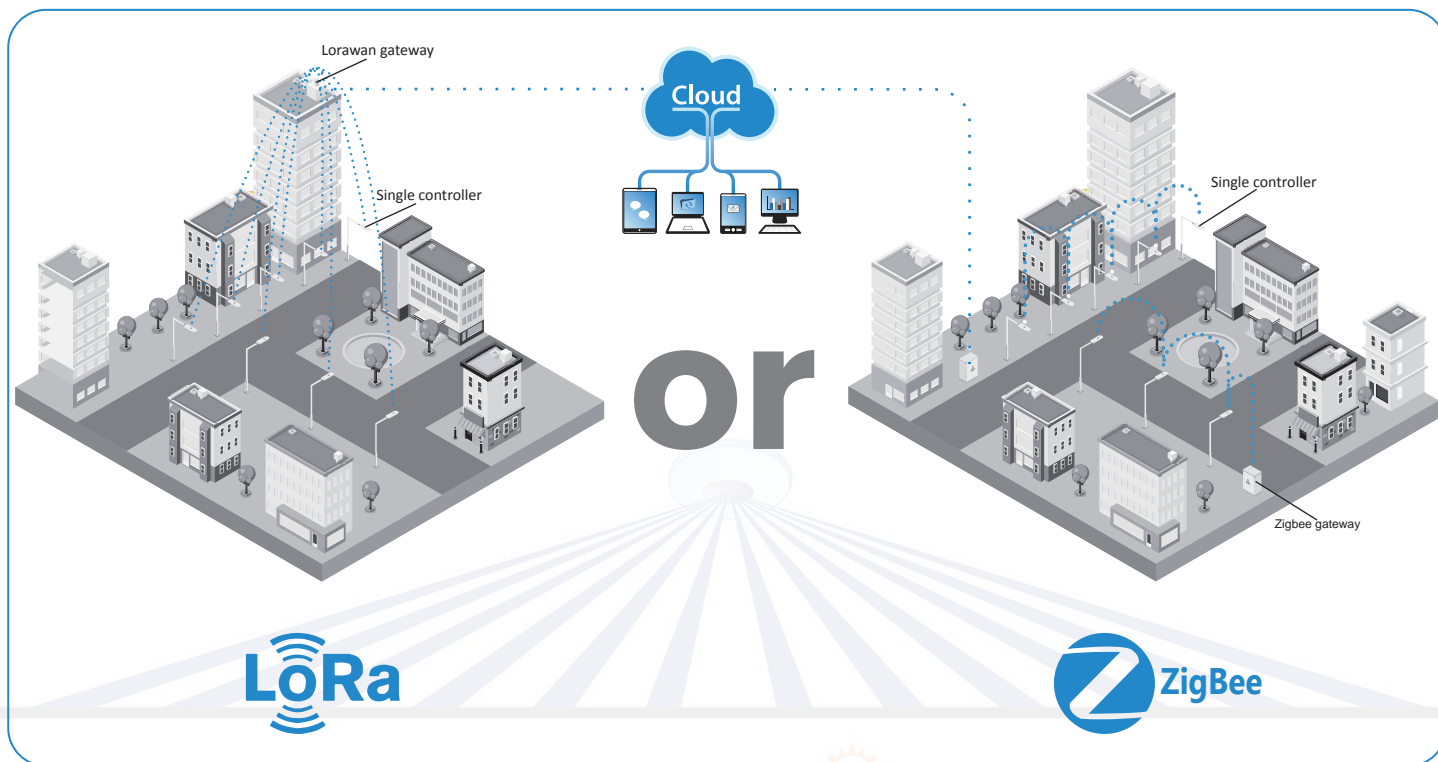 Lorawan gateway
Cloud
Single controller
Single controller
or
Zigbee gateway
LoRa
ZigBee